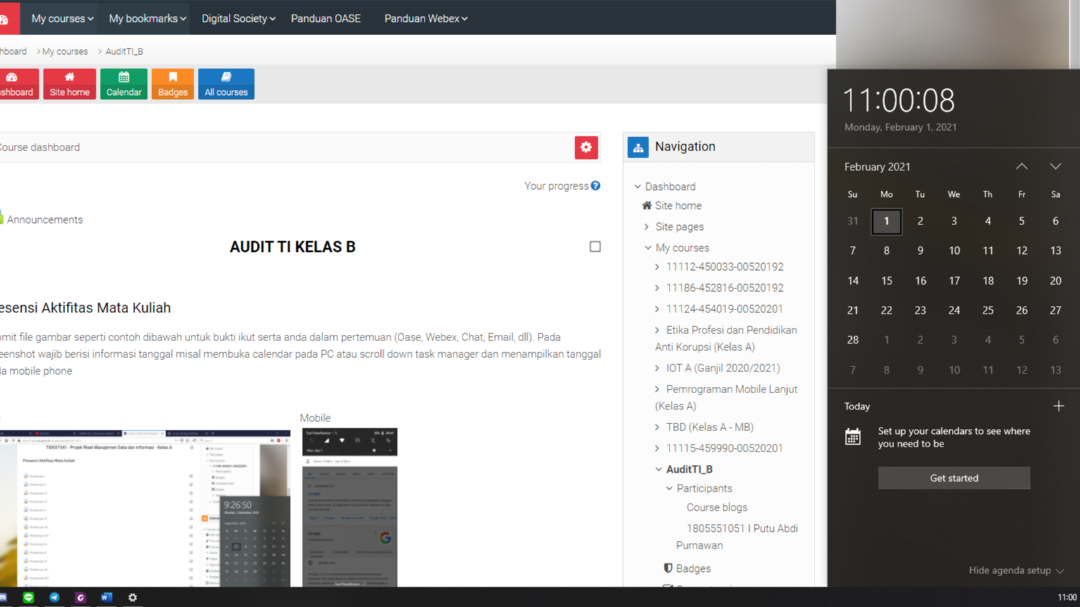 My courses
My bookmarks
Digital Society
Panduan OASE
Panduan Webex
hboard
My courses
AuditTI_B
shboard
Site home
Calendar
Badges
All courses
Course dashboard
Your progress
Announcements
AUDIT TI KELAS B
esensi Aktifitas Mata Kuliah
mit file gambar seperti contoh dibawah untuk bukti ikut serta anda dalam pertemuan (Oase, Webex, Chat, Email, dll). Pada
eenshot wajib berisi informasi tanggal misal membuka calendar pada PC atau scroll down task manager dan menampilkan tanggal
a mobile phone
Mobile
9:26:50
Navigation
Dashboard
Site home
Site pages
My courses
11112-450033-00520192
11186-452816-00520192
11124-454019-00520201
Etika Profesi dan Pendidikan
Anti Korupsi (Kelas A)
IOT A (Ganjil 2020/2021)
Pemrograman Mobile Lanjut
(Kelas A)
TBD (Kelas A - MB)
11115-459990-00520201
AuditTI_B
Participants
Course blogs
1805551051 I Putu Abdi
Purnawan
Badges
11:00:08
Monday, February 1, 2021
February 2021
Su Mo Tu We Th Fr Sa
31 1 2 3 4 5 6
7 8 9 10 11 12 13
14 15 16 17 18 19 20
21 22 23 24 25 26 27
28 1 2 3 4 5 6
7 8 9 10 11 12 13
Today
Set up your calendars to see where
you need to be
Get started
Hide agenda setup
11:00